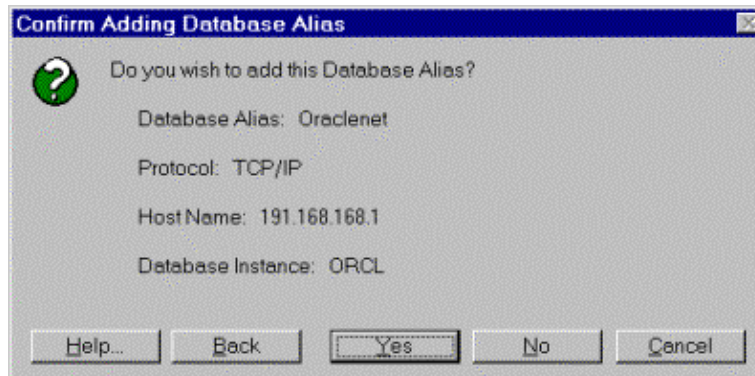 Confirm Adding Database Alias
Do you wish to add this Database Alias?
Database Alias: Oraclenet
Protocol: TCP/IP
Host Name: 191.168.168.1
Database Instance: ORCL
Help... Back Yes No Cancel